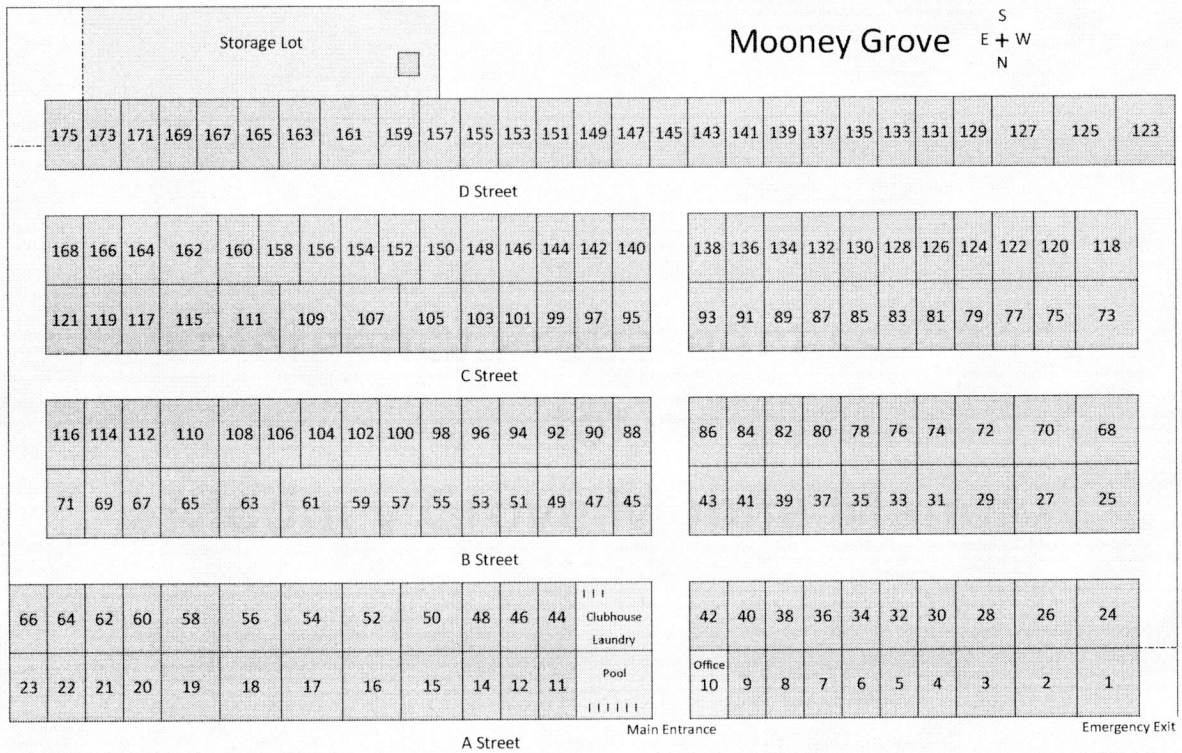 Storage Lot
Mooney Grove
S
E + W
N
175 173 171 169 167 165 163 161 159 157 155 153 151 149 147 145 143 141 139 137 135 133 131 129 127 125 123
D Street
168 166 164 162 160 158 156 154 152 150 148 146 144 142 140 138 136 134 132 130 128 126 124 122 120 118
121 119 117 115 111 109 107 105 103 101 99 97 95 93 91 89 87 85 83 81 79 77 75 73
C Street
116 114 112 110 108 106 104 102 100 98 96 94 92 90 88 86 84 82 80 78 76 74 72 70 68
71 69 67 65 63 61 59 57 55 53 51 49 47 45 43 41 39 37 35 33 31 29 27 25
B Street
66 64 62 60 58 56 54 52 50 48 46 44 Clubhouse 42 40 38 36 34 32 30 28 26 24
Laundry
Pool Office
23 22 21 20 19 18 17 16 15 14 12 11 10 9 8 7 6 5 4 3 2 1
Main Entrance Emergency Exit
A Street